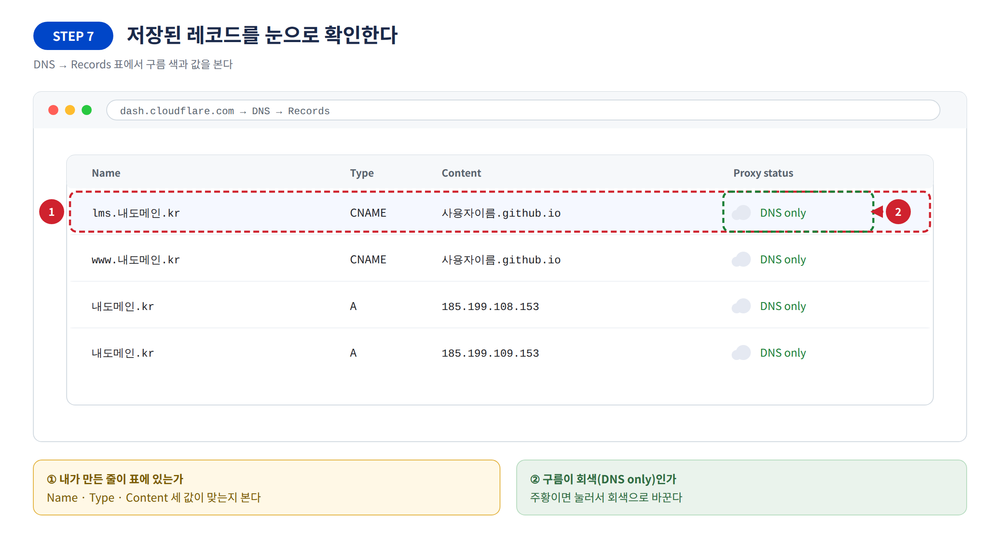 STEP 7 저장된 레코드를 눈으로 확인한다
DNS → Records 표에서 구름 색과 값을 본다
dash.cloudflare.com → DNS → Records
Name Type Content Proxy status
1 lms.내도메인.kr CNAME 사용자이름.github.io DNS only 2
www.내도메인.kr CNAME 사용자이름.github.io DNS only
내도메인.kr A 185.199.108.153 DNS only
내도메인.kr A 185.199.109.153 DNS only
① 내가 만든 줄이 표에 있는가
Name · Type · Content 세 값이 맞는지 본다
② 구름이 회색(DNS only)인가
주황이면 눌러서 회색으로 바꾼다